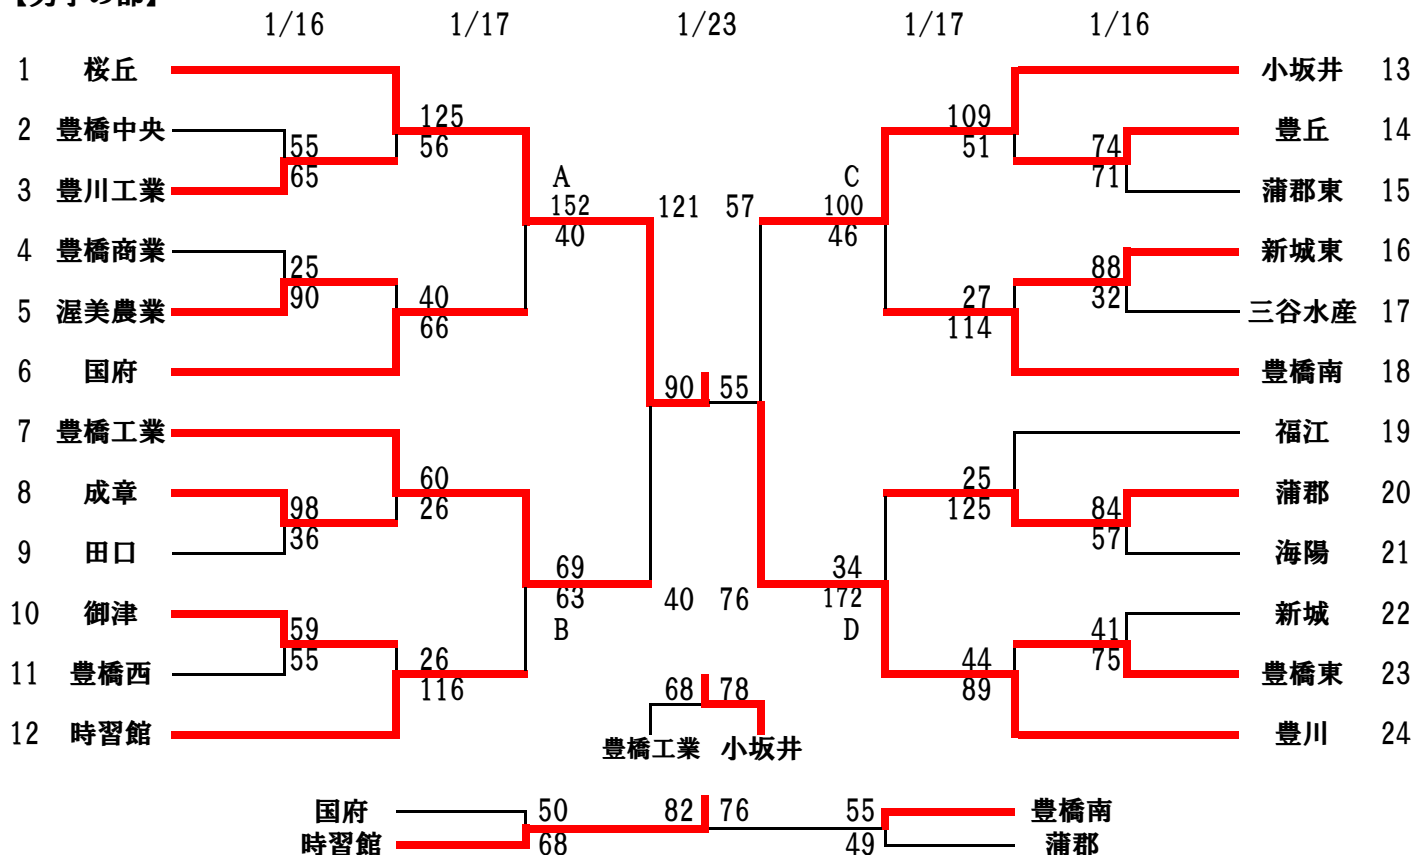 【男子の部】
1/16 1/17 1/23 1/17 1/16
1 桜丘 小坂井 13
125 109
2 豊橋中央 豊丘 14
55 56 51 74
65 71
3 豊川工業 A C 蒲郡東 15
152 121 57 100
40 46
4 豊橋商業 新城東 16
25 88
90 40 27 32
5 渥美農業 三谷水産 17
66 114
6 国府 豊橋南 18
90 55
7 豊橋工業 福江 19
60 25
8 成章 蒲郡 20
98 26 125 84
36 57
9 田口 海陽 21
69 34
63 40 76 172
10 御津 新城 22
59 B D 41
55 26 44 75
11 豊橋西 豊橋東 23
116 68 78 89
12 時習館 豊川 24
豊橋工業 小坂井
国府 50 82 76 55 豊橋南
時習館 68 49 蒲郡